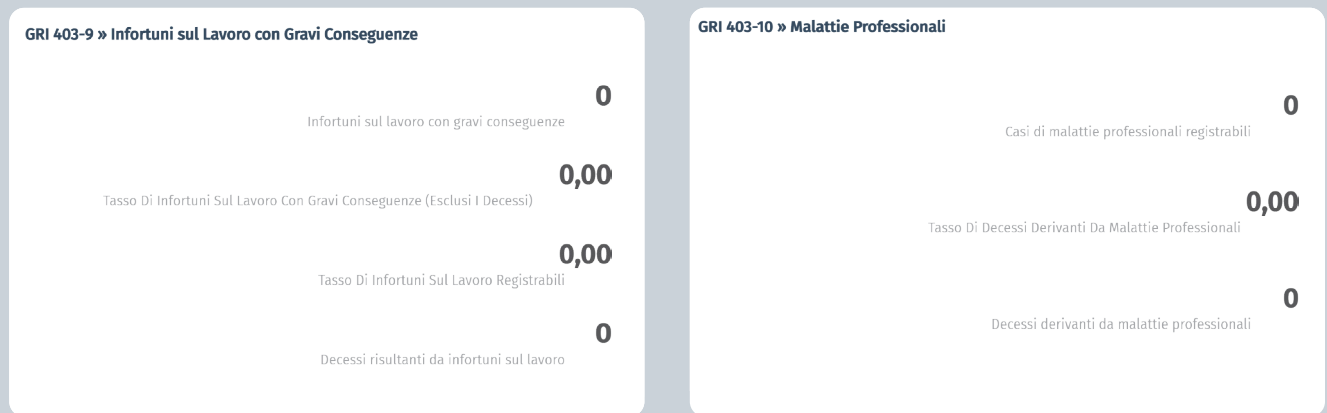 GRI 403-9 » Infortuni sul Lavoro con Gravi Conseguenze
0
Infortuni sul lavoro con gravi conseguenze
0,00
Tasso Di Infortuni Sul Lavoro Con Gravi Conseguenze (Esclusi I Decessi)
0,00
Tasso Di Infortuni Sul Lavoro Registrabili
0
Decessi risultanti da infortuni sul lavoro
GRI 403-10 » Malattie Professionali
0
Casi di malattie professionali registrabili
0,00
Tasso Di Decessi Derivanti Da Malattie Professionali
0
Decessi derivanti da malattie professionali